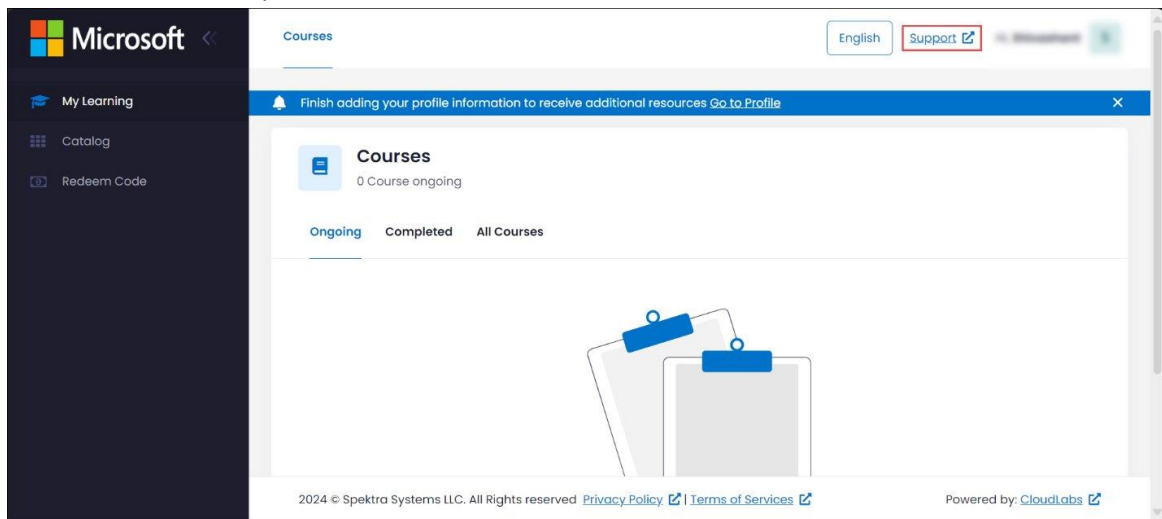 Microsoft
Courses
English
Support
My Learning
Catalog
Redeem Code
Finish adding your profile information to receive additional resources Go to Profile
Courses
0 Course ongoing
Ongoing Completed All Courses
2024 © Spektra Systems LLC. All Rights reserved Privacy Policy | Terms of Services
Powered by: CloudLabs